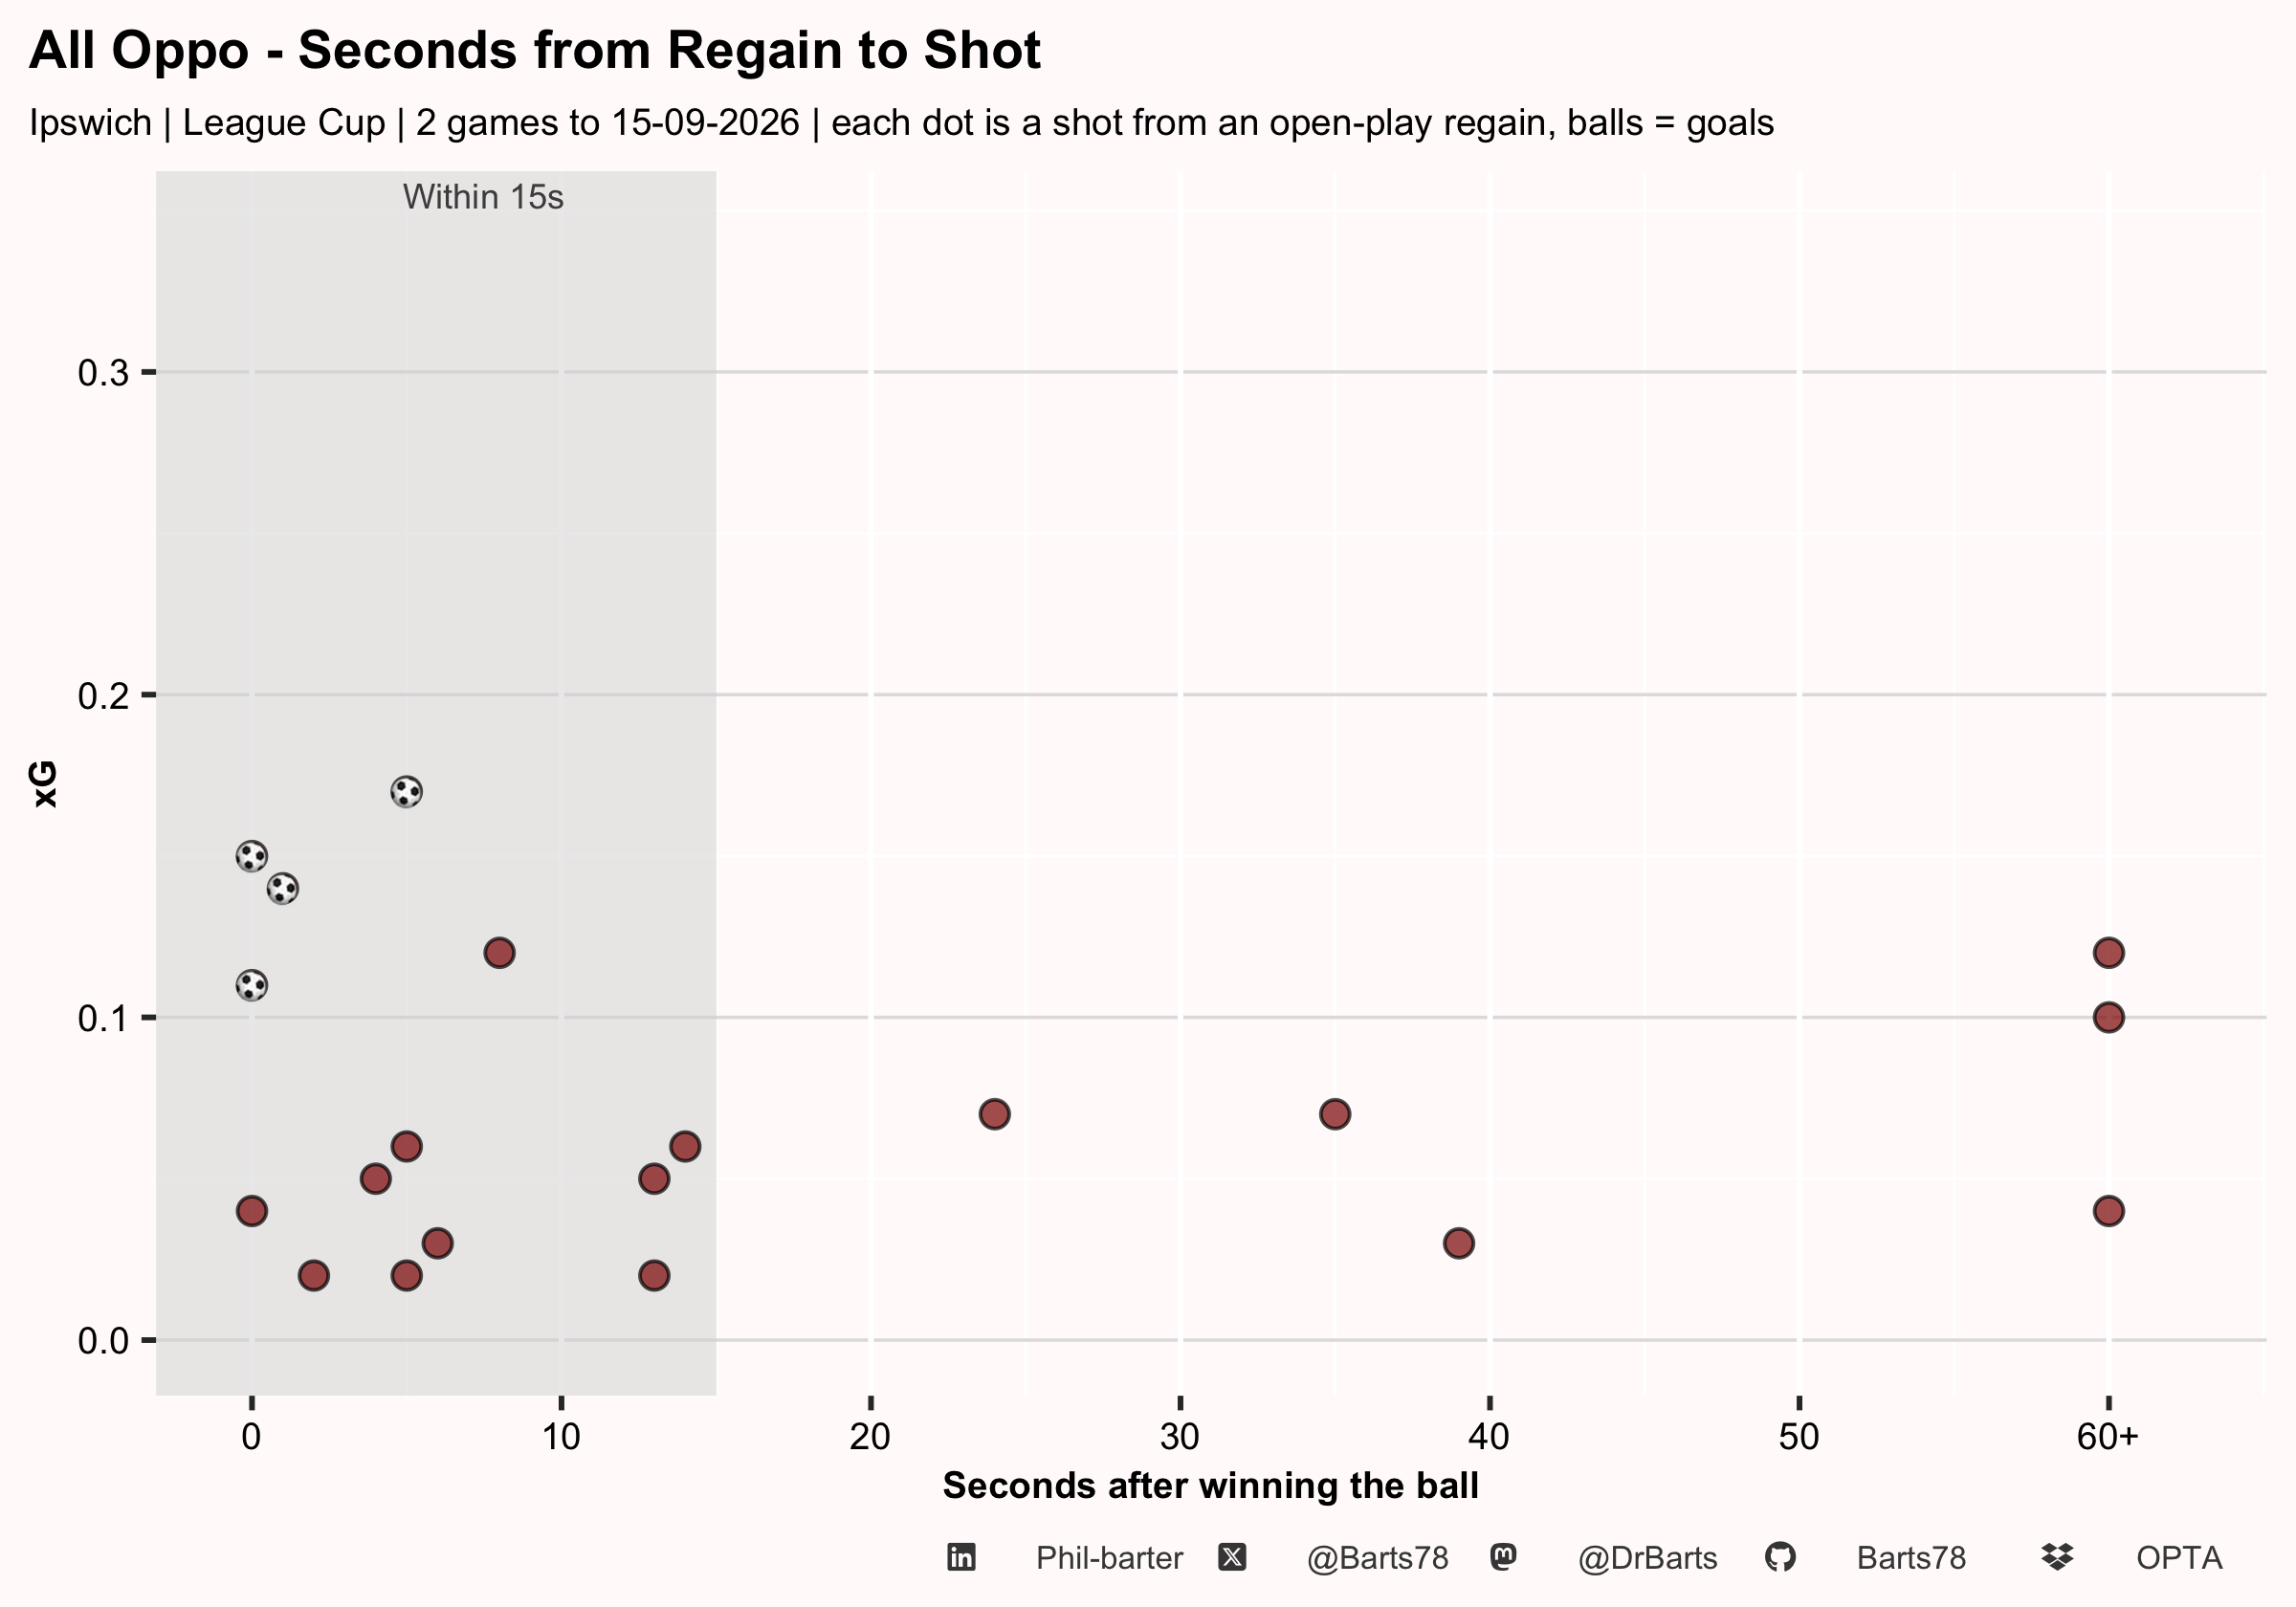 All Oppo - Seconds from Regain to Shot
Ipswich | League Cup | 2 games to 15-09-2026 | each dot is a shot from an open-play regain, balls = goals
Within 15s
0.3
0.2
xG
0.1
0.0
0 10 20 30 40 50 60+
Seconds after winning the ball
Phil-barter @Barts78 @DrBarts Barts78 OPTA